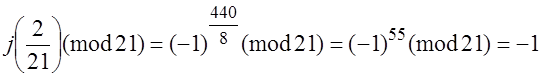 j(2/21)(mod 21) = (-1)^(440/8) (mod 21) = (-1)^55 (mod 21) = -1